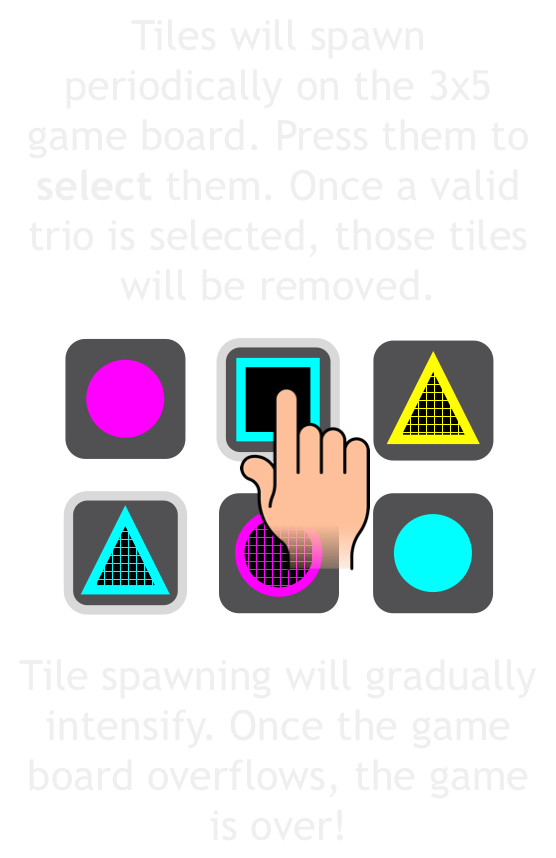 Tiles will spawn
periodically on the 3x5
game board. Press them to
select them. Once a valid
trio is selected, those tiles
will be removed.
Tile spawning will gradually
intensify. Once the game
board overflows, the game
is over!